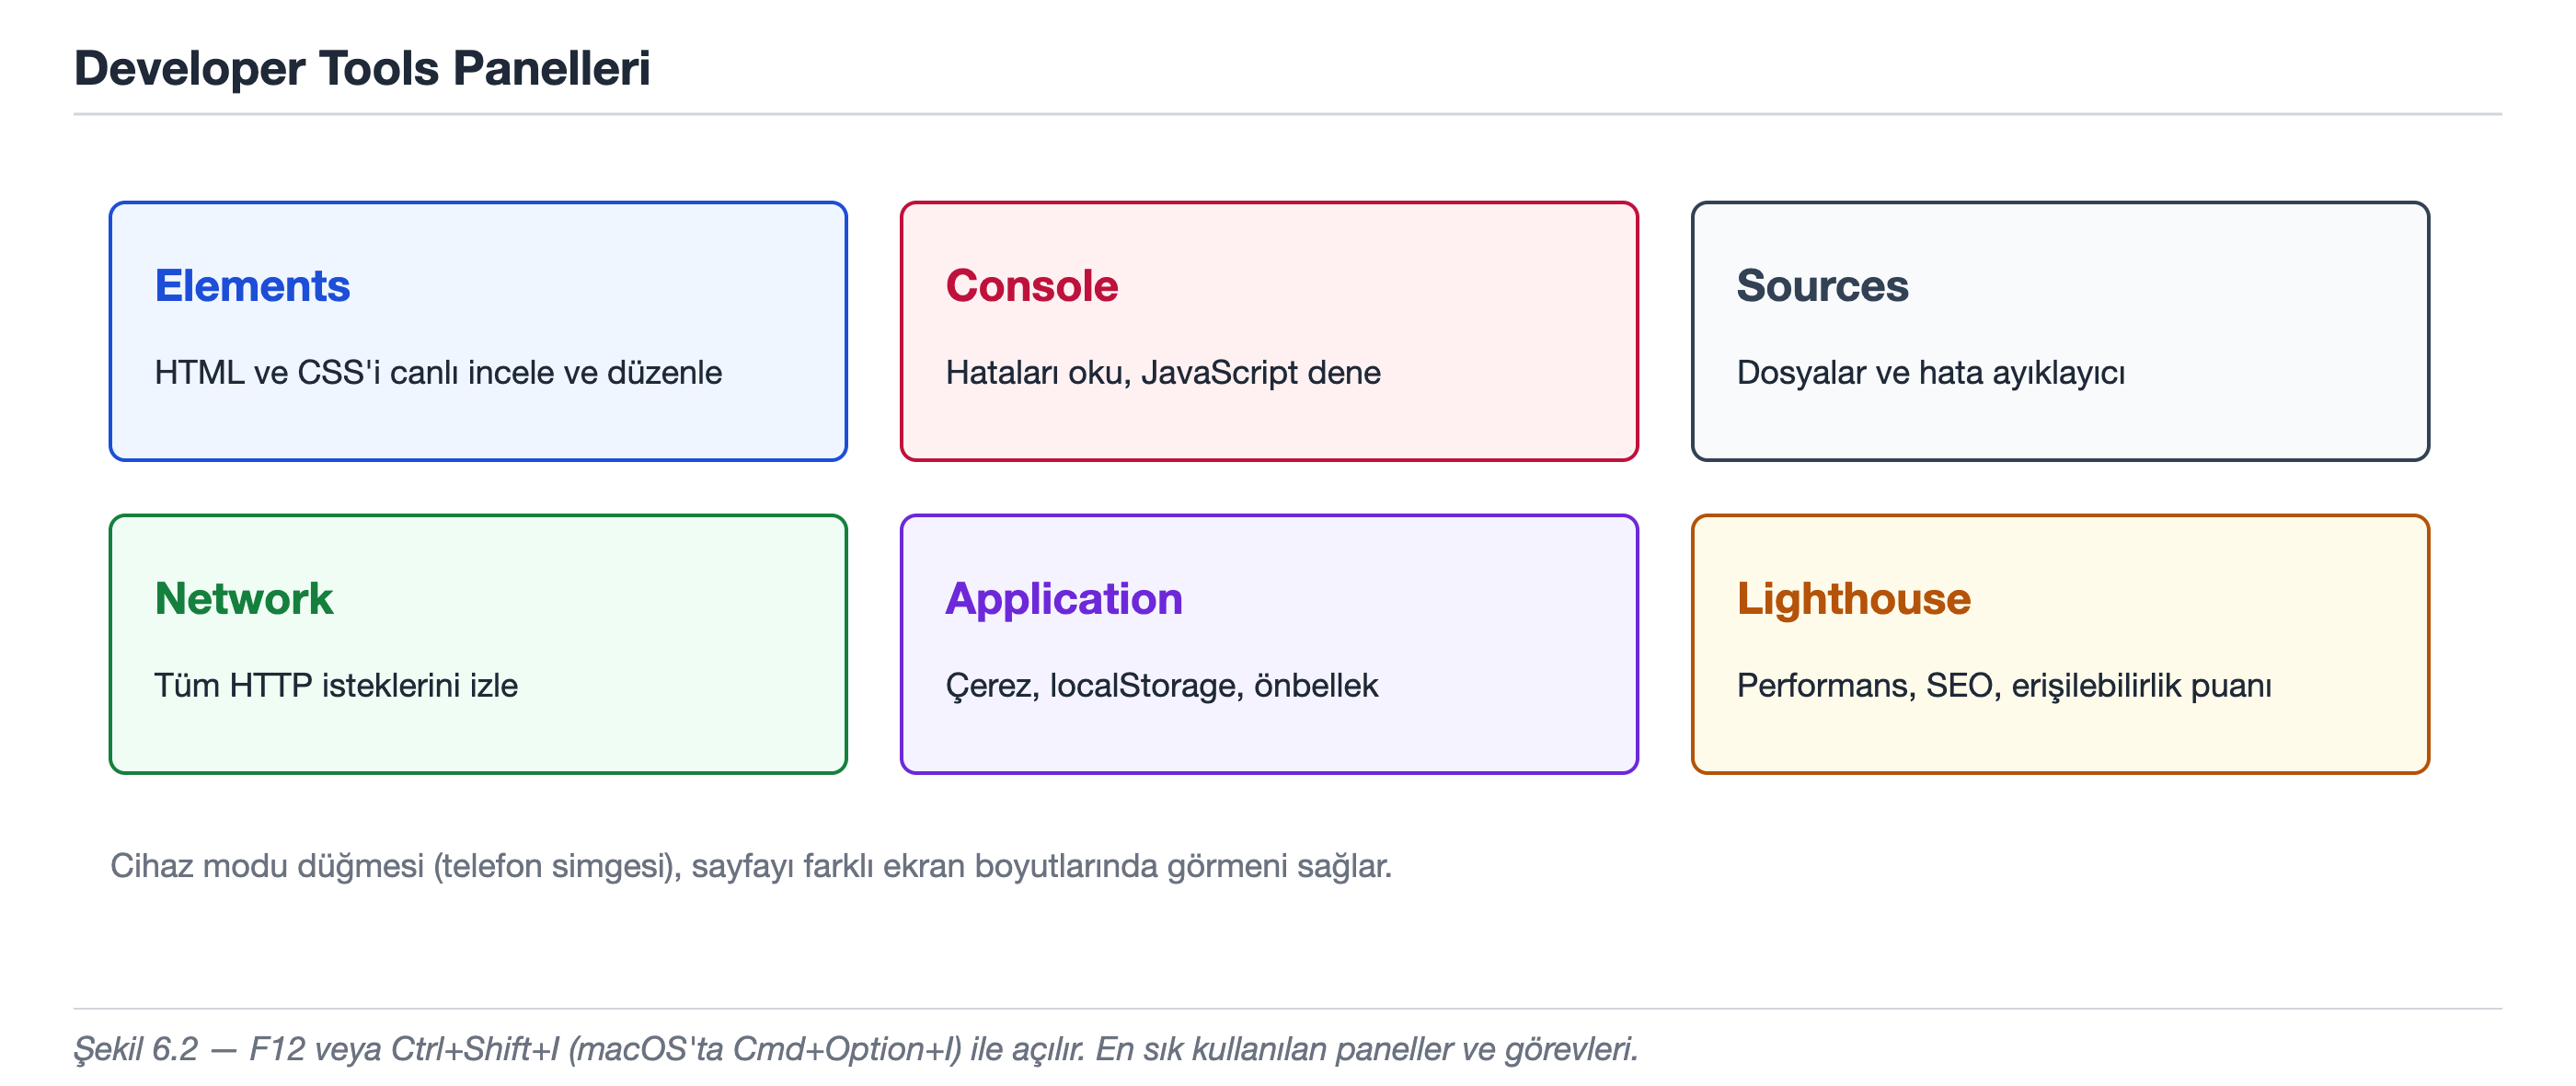 Developer Tools Panelleri
Elements
HTML ve CSS'i canlı incele ve düzenle
Console
Hataları oku, JavaScript dene
Sources
Dosyalar ve hata ayıklayıcı
Network
Tüm HTTP isteklerini izle
Application
Çerez, localStorage, önbellek
Lighthouse
Performans, SEO, erişilebilirlik puanı
Cihaz modu düğmesi (telefon simgesi), sayfayı farklı ekran boyutlarında görmeni sağlar.
Şekil 6.2 — F12 veya Ctrl+Shift+I (macOS'ta Cmd+Option+I) ile açılır. En sık kullanılan paneller ve görevleri.